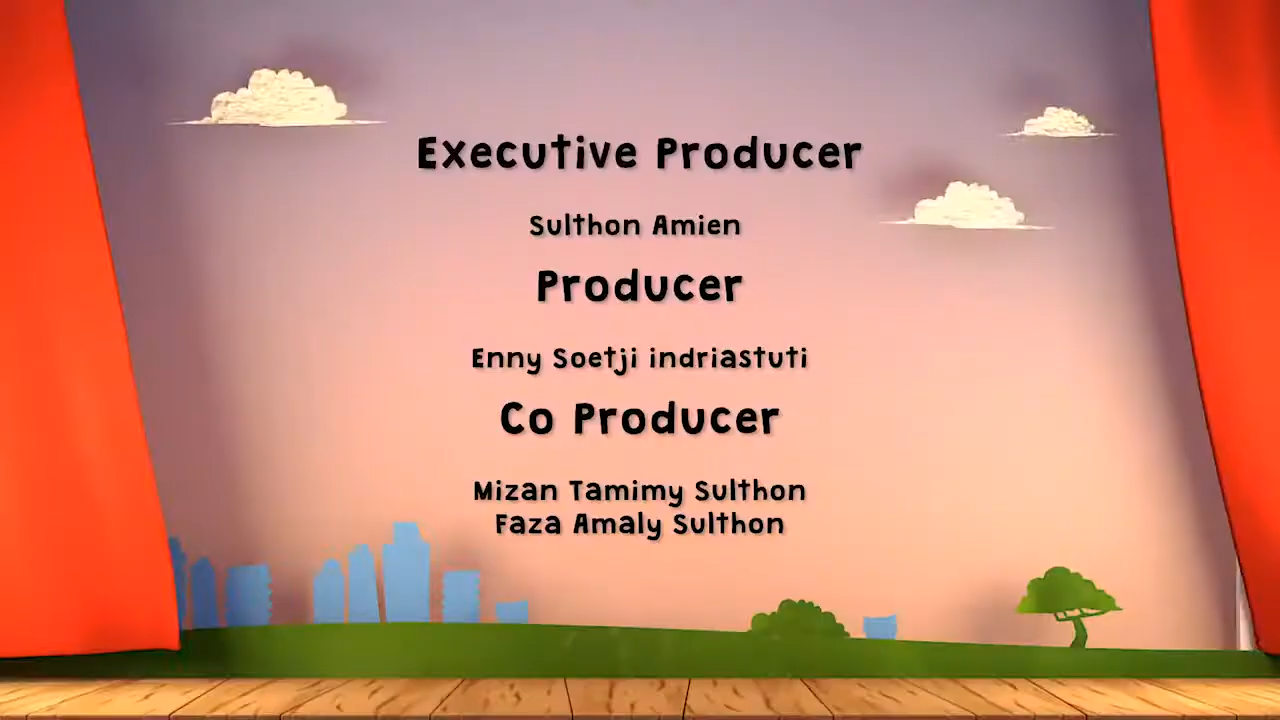 Executive Producer
Sulthon Amien
Producer
Enny Soetji indriastuti
Co Producer
Mizan Tamimy Sulthon
Faza Amaly Sulthon